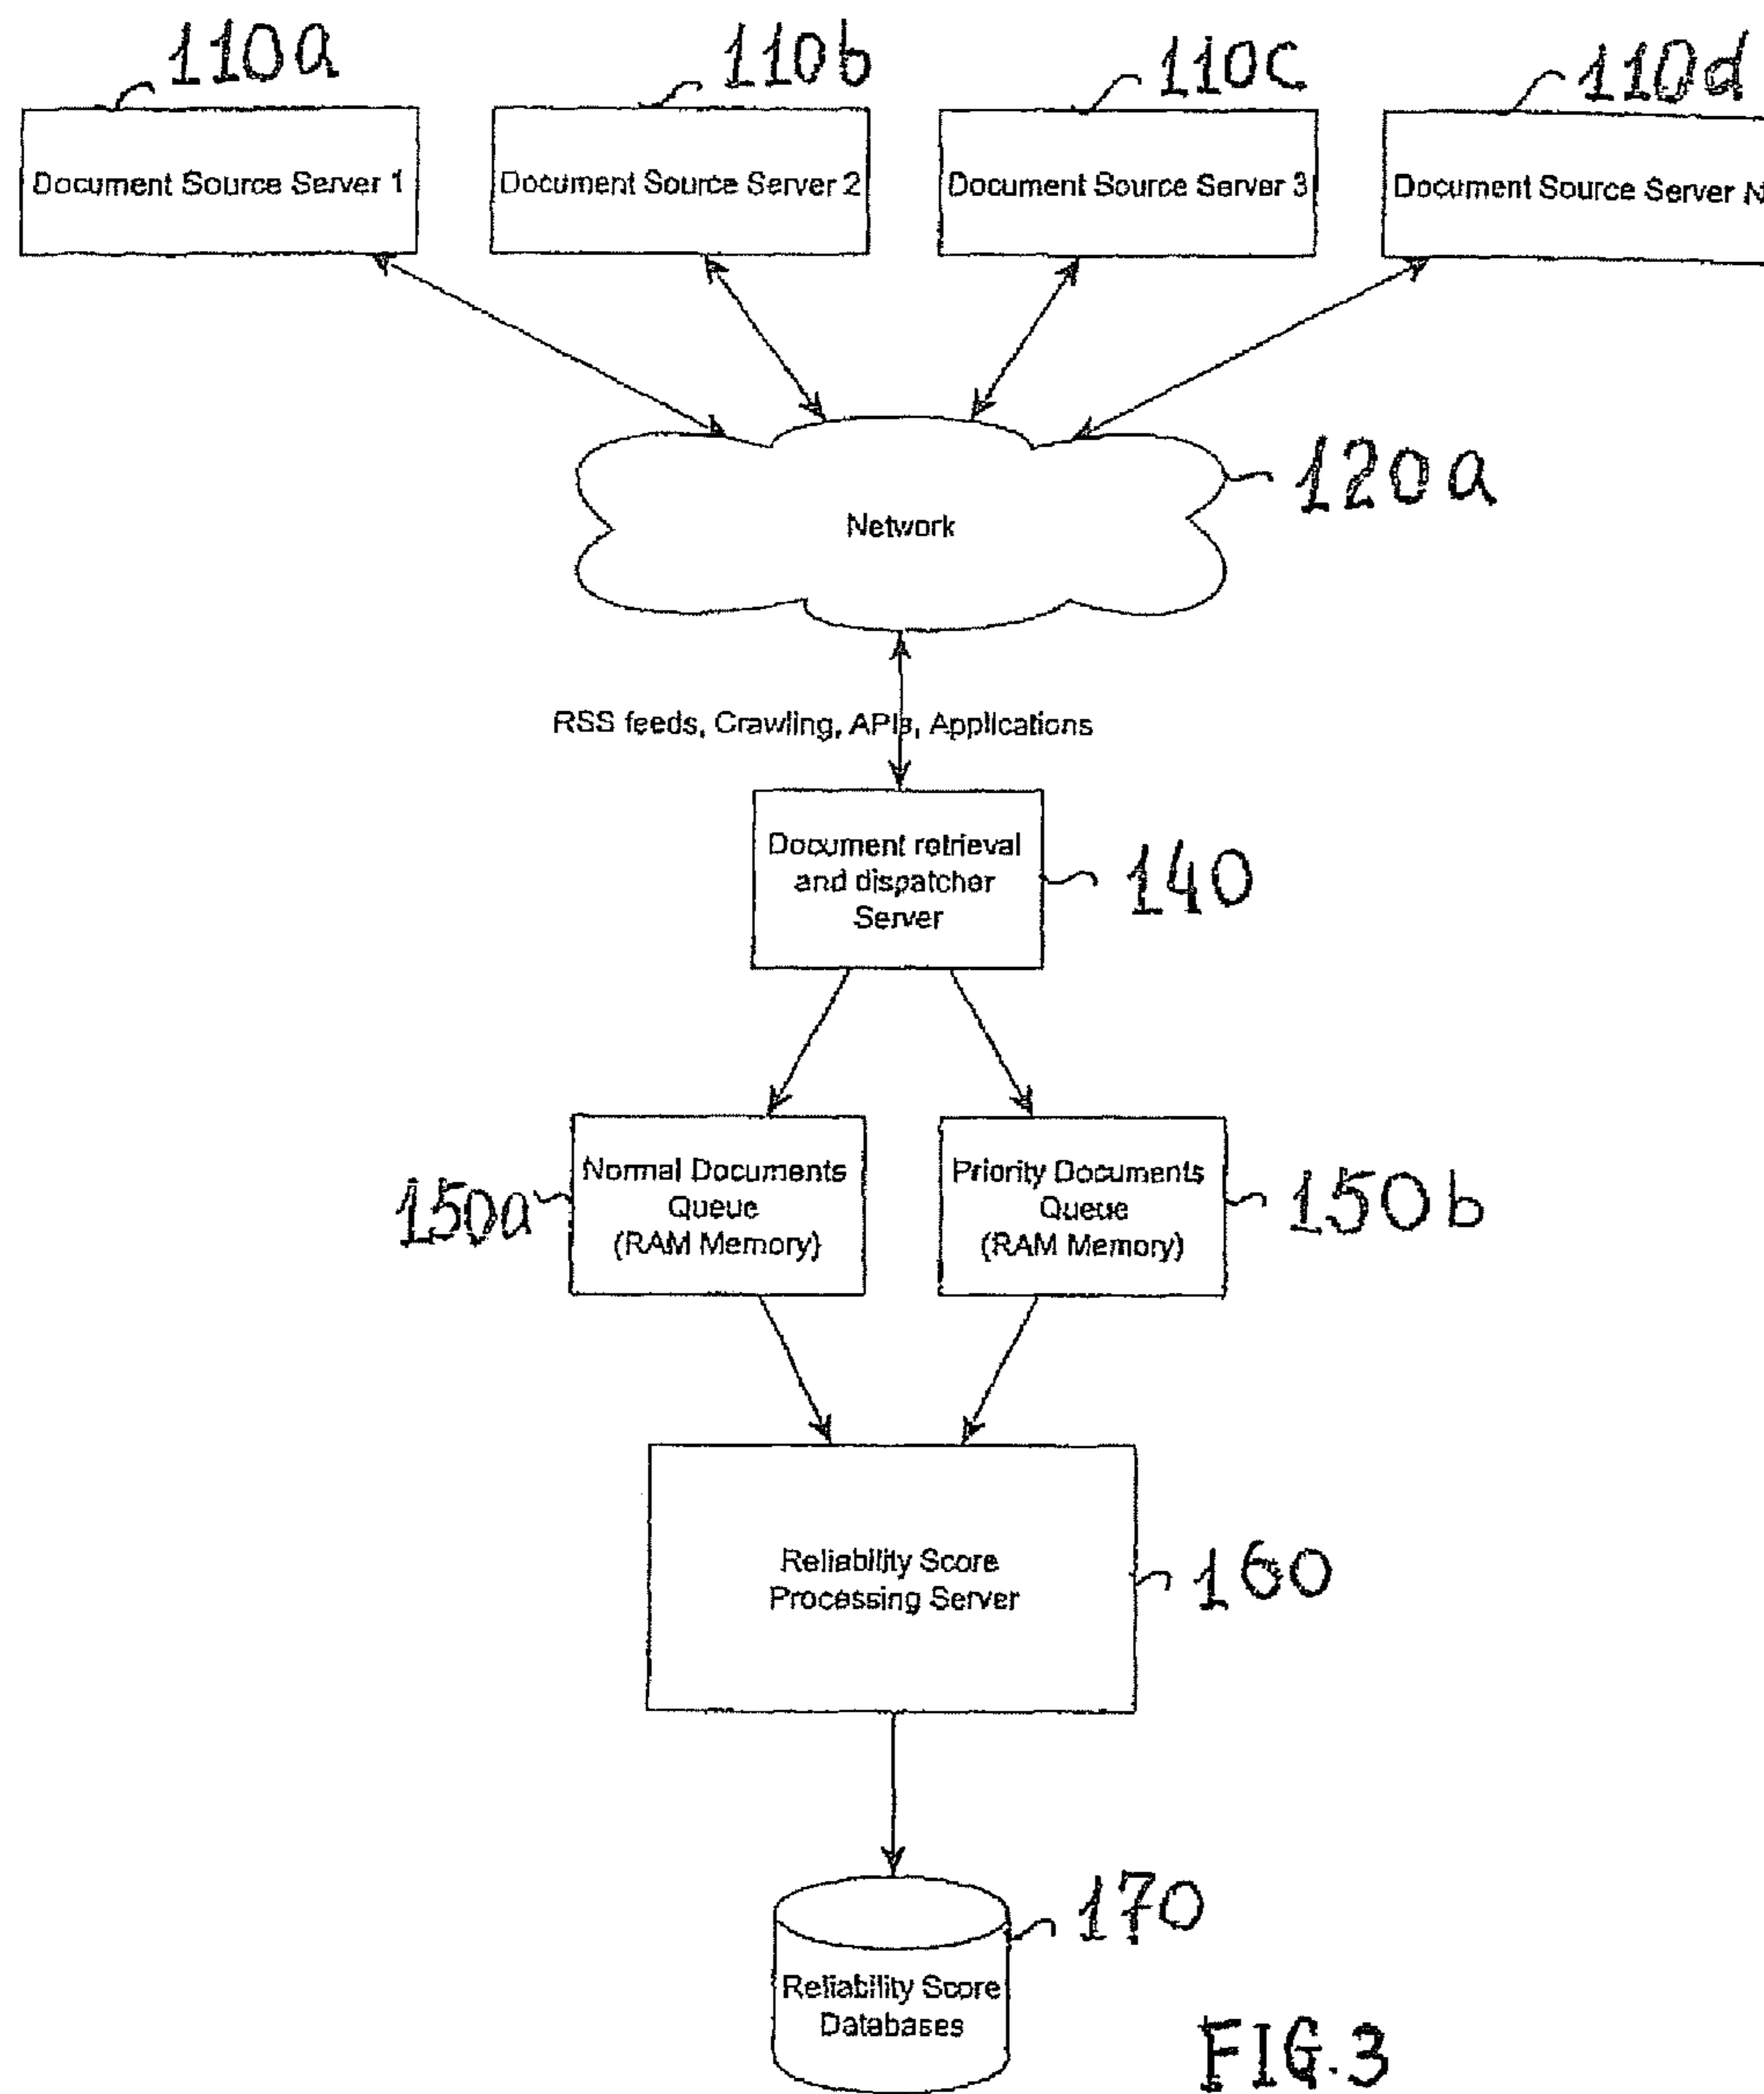 110a
110b
110c
110d
Document Source Server 1
Document Source Server 2
Document Source Server 3
Document Source Server N
120a
Network
RSS feeds, Crawling, APIs, Applications
Document retrieval
and dispatcher
Server
140
150a
Normal Documents
Queue
(RAM Memory)
Priority Documents
Queue
(RAM Memory)
150b
Reliability Score
Processing Server
160
170
Reliability Score
Databases
FIG.3